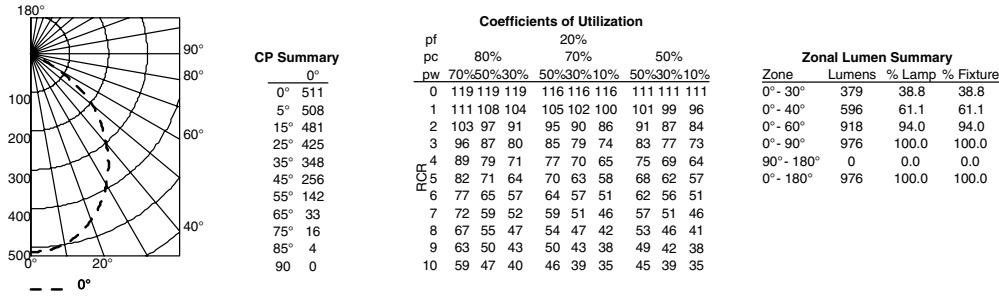 180°
90°
80°
60°
40°
20°
0°
100
200
300
400
500
0°
CP Summary
0°
0° 511
5° 508
15° 481
25° 425
35° 348
45° 256
55° 142
65° 33
75° 16
85° 4
90 0
Coefficients of Utilization
pf 20%
pc 80% 70% 50%
pw 70%50%30% 50%30%10% 50%30%10%
RCR
0 119 119 119 116 116 116 111 111 111
1 111 108 104 105 102 100 101 99 96
2 103 97 91 95 90 86 91 87 84
3 96 87 80 85 79 74 83 77 73
4 89 79 71 77 70 65 75 69 64
5 82 71 64 70 63 58 68 62 57
6 77 65 57 64 57 51 62 56 51
7 72 59 52 59 51 46 57 51 46
8 67 55 47 54 47 42 53 46 41
9 63 50 43 50 43 38 49 42 38
10 59 47 40 46 39 35 45 39 35
Zonal Lumen Summary
Zone Lumens % Lamp % Fixture
0°- 30° 379 38.8 38.8
0°- 40° 596 61.1 61.1
0°- 60° 918 94.0 94.0
0°- 90° 976 100.0 100.0
90°- 180° 0 0.0 0.0
0°- 180° 976 100.0 100.0